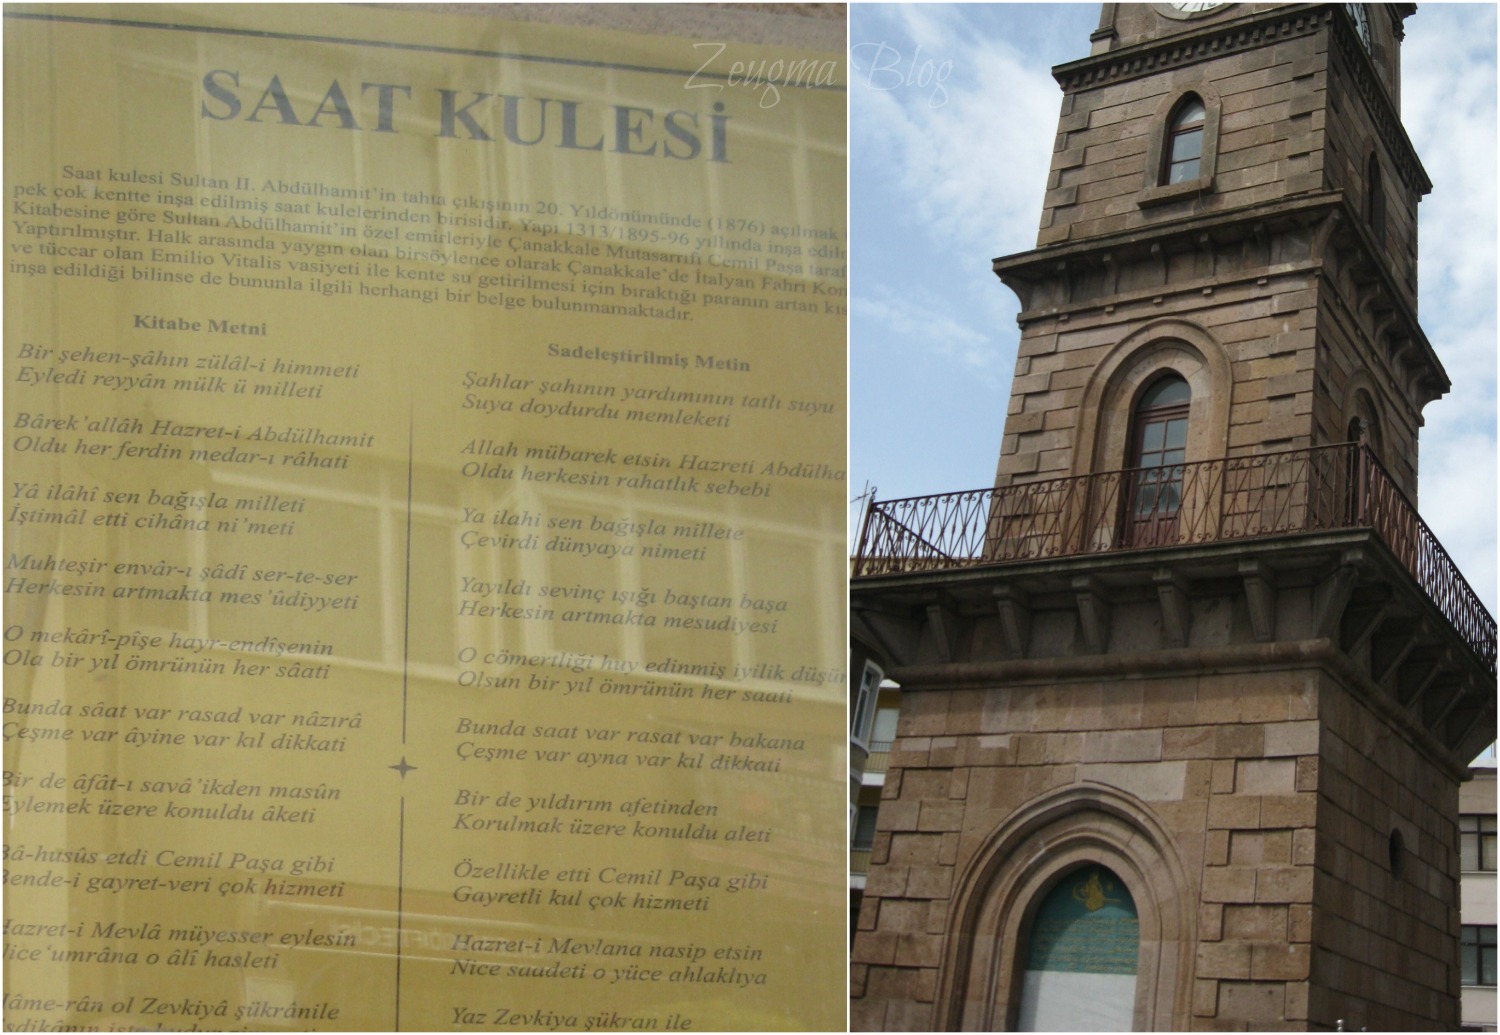 Zeugma Blog
SAAT KULESİ
Saat kulesi Sultan II. Abdülhamit'in tahta çıkışının 20. Yıldönümünde (1876) açılmak
pek çok kentte inşa edilmiş saat kulelerinden birisidir. Yapı 1313/1895-96 yıllında inşa edil
Kitabesine göre Sultan Abdülhamit'in özel emirleriyle Çanakkale Mutasarrıfı Cemil Paşa taraf
Yaptırılmıştır. Halk arasında yaygın olan birsöylence olarak Çanakkale'de İtalyan Fahri Kon
ve tüccar olan Emilio Vitalis vasiyeti ile kente su getirilmesi için bıraktığı paranın artan kıs
inşa edildiği bilinse de bununla ilgili herhangi bir belge bulunmamaktadır.
Kitabe Metni
Bir şehen-şâhın zülâl-i himmeti
Eyledi reyyân mülk ü milleti
Bârek'allâh Hazret-i Abdülhamit
Oldu her ferdin medar-ı râhati
Yâ ilâhî sen bağışla milleti
İştimâl etti cihâna ni'meti
Muhteşir envâr-ı şâdî ser-te-ser
Herkesin artmakta mes'ûdiyyeti
O mekârî-pîşe hayr-endîşenin
Ola bir yıl ömrünün her sâati
Bunda sâat var rasad var nâzırâ
Çeşme var âyine var kıl dikkati
Bir de âfât-ı savâ'ikden masûn
Eylemek üzere konuldu âketi
Bâ-husûs etdi Cemil Paşa gibi
Bende-i gayret-veri çok hizmeti
Hazret-i Mevlâ müyesser eylesin
Nice 'umrâna o âlî hasleti
Hâme-rân ol Zevkiyâ şükrânile
Sadeleştirilmiş Metin
Şahlar şahının yardımının tatlı suyu
Suya doydurdu memleketi
Allah mübarek etsin Hazreti Abdülha
Oldu herkesin rahatlık sebebi
Ya ilahi sen bağışla millete
Çevirdi dünyaya nimeti
Yayıldı sevinç ışığı baştan başa
Herkesin artmakta mesudiyesi
O cömertliği huy edinmiş iyilik düşün
Olsun bir yıl ömrünün her saati
Bunda saat var rasat var bakana
Çeşme var ayna var kıl dikkati
Bir de yıldırım afetinden
Korulmak üzere konuldu aleti
Özellikle etti Cemil Paşa gibi
Gayretli kul çok hizmeti
Hazret-i Mevlana nasip etsin
Nice saadeti o yüce ahlaklıya
Yaz Zevkiya şükran ile